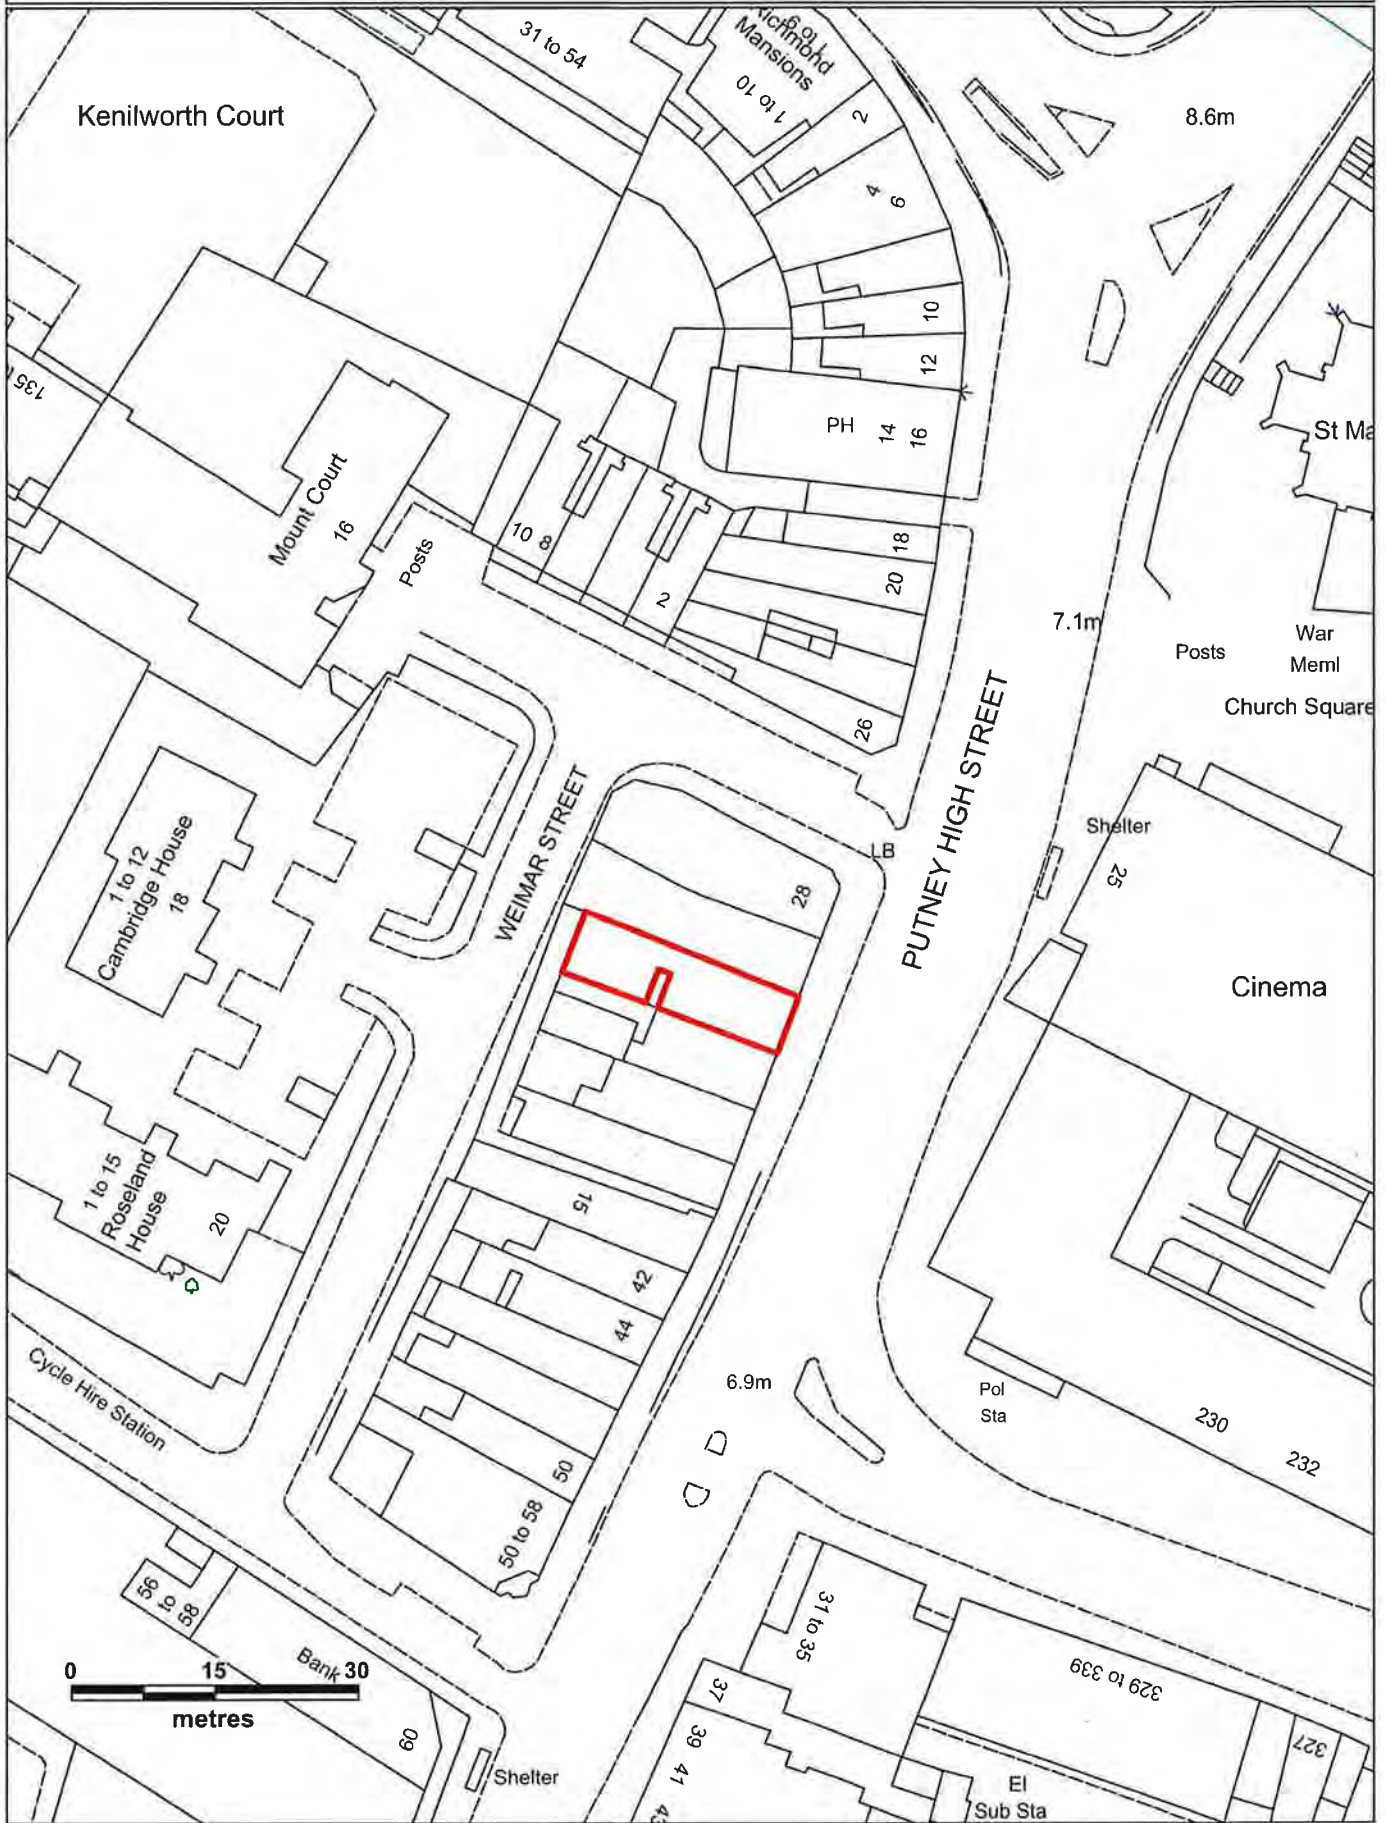 31 to 54
1 to 9
Richmond
Mansions
1 to 10
Kenilworth Court
2
8.6m
4
6
10
12
135
PH
14
16
St Ma
Mount Court
16
10
8
Posts
18
20
2
7.1m
War
Meml
Posts
Church Square
26
PUTNEY HIGH STREET
WEIMAR STREET
Shelter
25
LB
28
1 to 12
Cambridge House
18
Cinema
1 to 15
Roseland
House
20
15
42
44
Cycle Hire Station
6.9m
Pol
Sta
230
232
50
50 to 58
56
to
58
31 to 35
Bank
0 15 30
metres
37
329 to 339
39
41
60
327
Shelter
El
Sub Sta